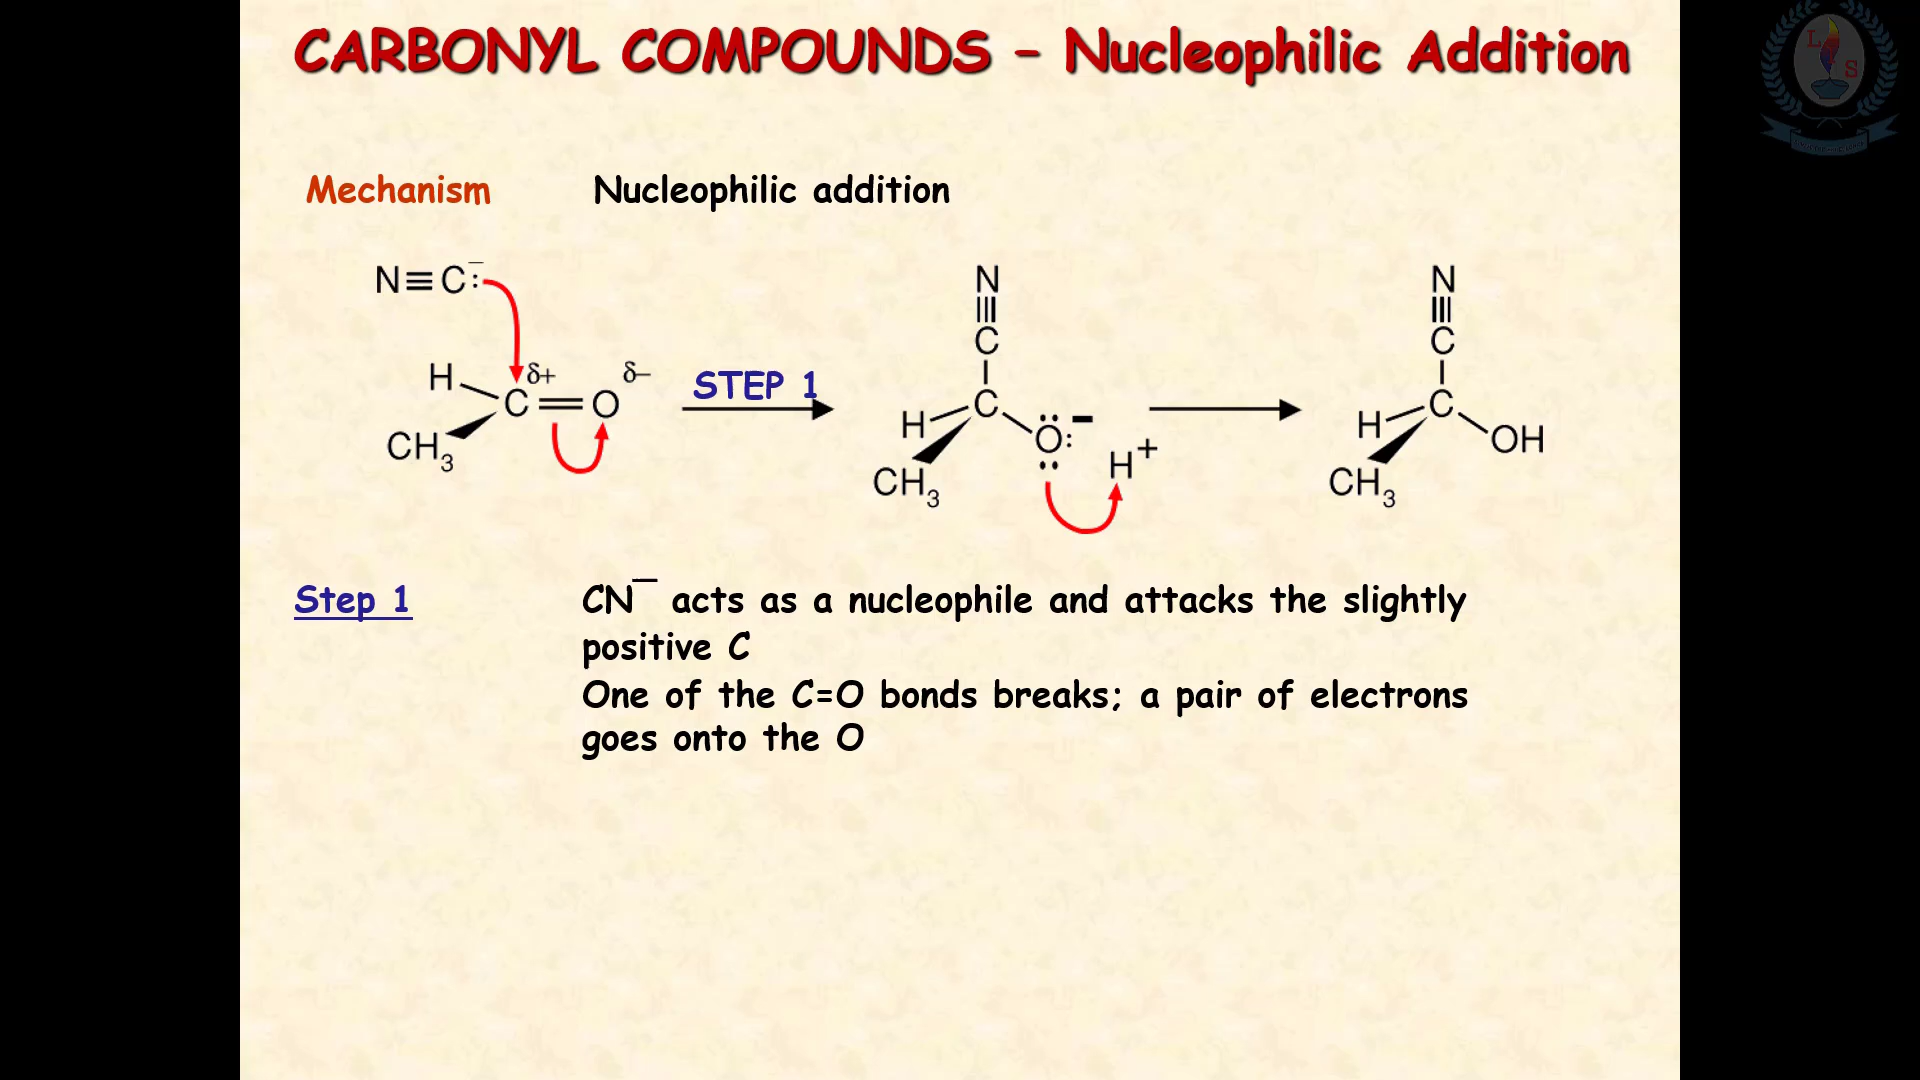 CARBONYL COMPOUNDS – Nucleophilic Addition
L
S
Mechanism Nucleophilic addition
N≡C:⁻
H
δ+
δ–
C=O
CH₃
STEP 1
N
C
H
C
O:
–
H⁺
CH₃
N
C
H
C
OH
CH₃
Step 1 CN⁻ acts as a nucleophile and attacks the slightly
positive C
One of the C=O bonds breaks; a pair of electrons
goes onto the O